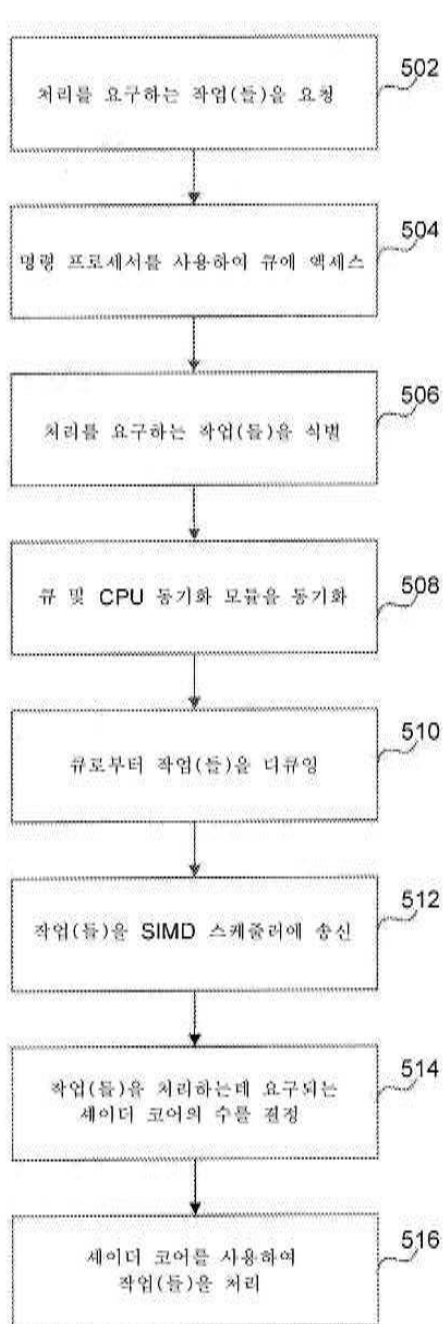 처리를 요구하는 작업(들)을 요청
502
명령 프로세서를 사용하여 큐에 액세스
504
처리를 요구하는 작업(들)을 식별
506
큐 및 CPU 동기화 모듈을 동기화
508
큐로부터 작업(들)을 디큐잉
510
작업(들)을 SIMD 스케줄러에 송신
512
작업(들)을 처리하는데 요구되는
셰이더 코어의 수를 결정
514
셰이더 코어를 사용하여
작업(들)을 처리
516